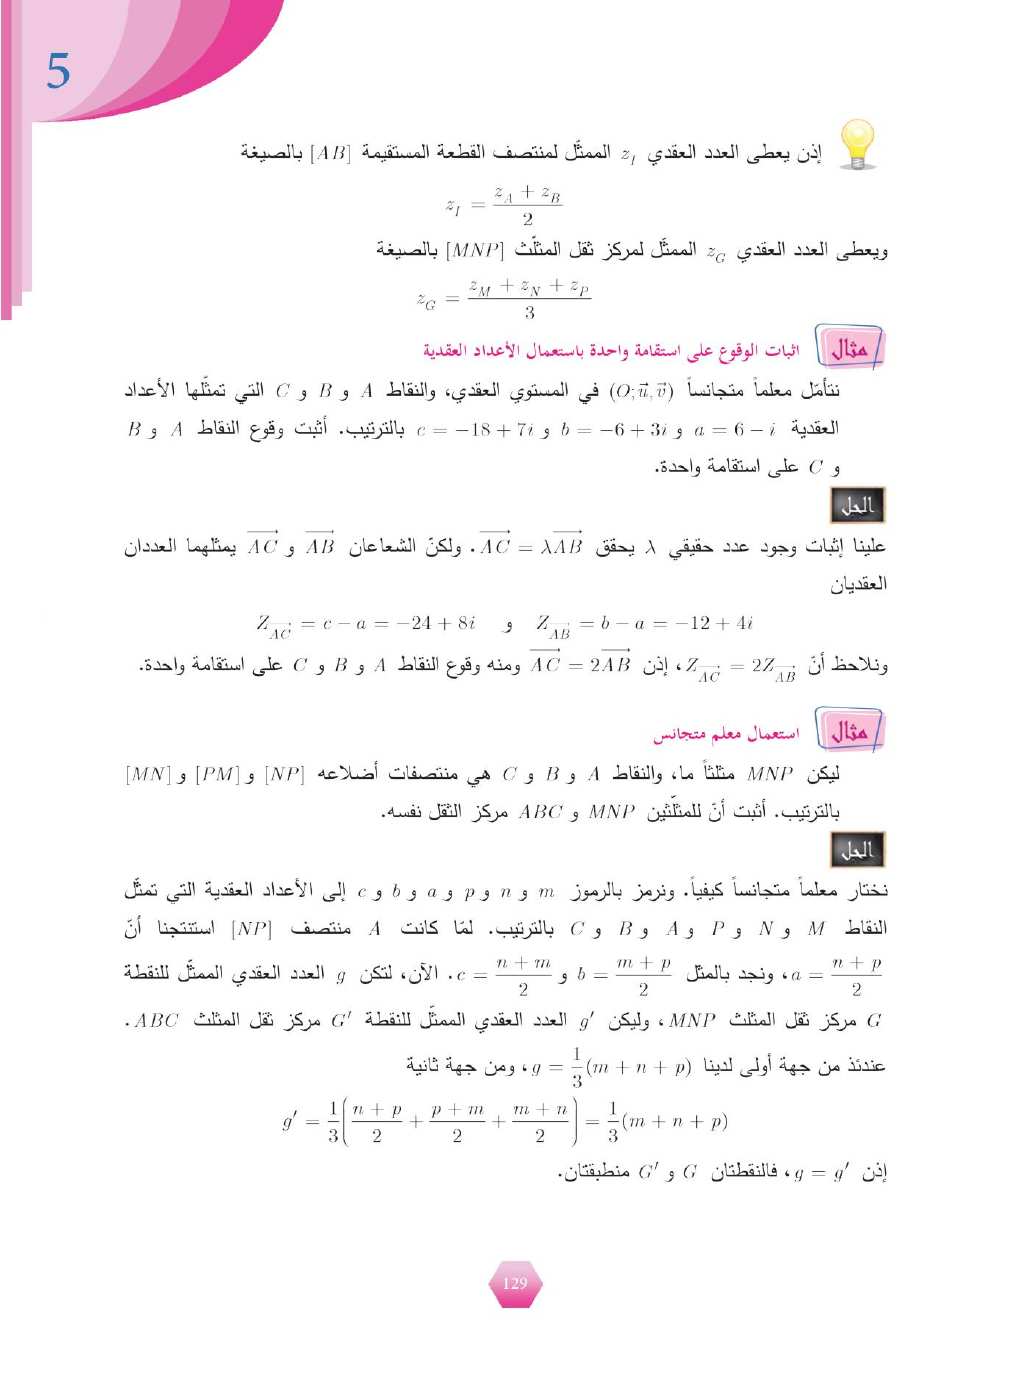 5
إذن يعطى العدد العقدي z_I الممثّل لمنتصف القطعة المستقيمة [AB] بالصيغة
z_I = (z_A + z_B)/2
ويعطى العدد العقدي z_G الممثّل لمركز ثقل المثلّث [MNP] بالصيغة
z_G = (z_M + z_N + z_P)/3
مثال اثبات الوقوع على استقامة واحدة باستعمال الأعداد العقدية
نتأمّل معلماً متجانساً (O; u⃗, v⃗) في المستوي العقدي، والنقاط A و B و C التي تمثّلها الأعداد
العقدية a = 6 − i و b = −6 + 3i و c = −18 + 7i بالترتيب. أثبت وقوع النقاط A و B
و C على استقامة واحدة.
الحل
علينا إثبات وجود عدد حقيقي λ يحقق AC⃗ = λAB⃗. ولكنّ الشعاعان AB⃗ و AC⃗ يمثلهما العددان
العقديان
Z_AC⃗ = c − a = −24 + 8i و Z_AB⃗ = b − a = −12 + 4i
ونلاحظ أنّ Z_AC⃗ = 2Z_AB⃗، إذن AC⃗ = 2AB⃗ ومنه وقوع النقاط A و B و C على استقامة واحدة.
مثال استعمال معلم متجانس
ليكن MNP مثلثاً ما، والنقاط A و B و C هي منتصفات أضلاعه [NP] و [PM] و [MN]
بالترتيب. أثبت أنّ للمثلّثين MNP و ABC مركز الثقل نفسه.
الحل
نختار معلماً متجانساً كيفياً. ونرمز بالرموز m و n و p و a و b و c إلى الأعداد العقدية التي تمثّل
النقاط M و N و P و A و B و C بالترتيب. لمّا كانت A منتصف [NP] استنتجنا أنّ
a = (n + p)/2، ونجد بالمثل b = (m + p)/2 و c = (n + m)/2. الآن، لتكن g العدد العقدي الممثّل للنقطة
G مركز ثقل المثلث MNP، وليكن g′ العدد العقدي الممثّل للنقطة G′ مركز ثقل المثلث ABC.
عندئذ من جهة أولى لدينا g = 1/3(m + n + p)، ومن جهة ثانية
g′ = 1/3((n + p)/2 + (p + m)/2 + (m + n)/2) = 1/3(m + n + p)
إذن g = g′، فالنقطتان G و G′ منطبقتان.
129